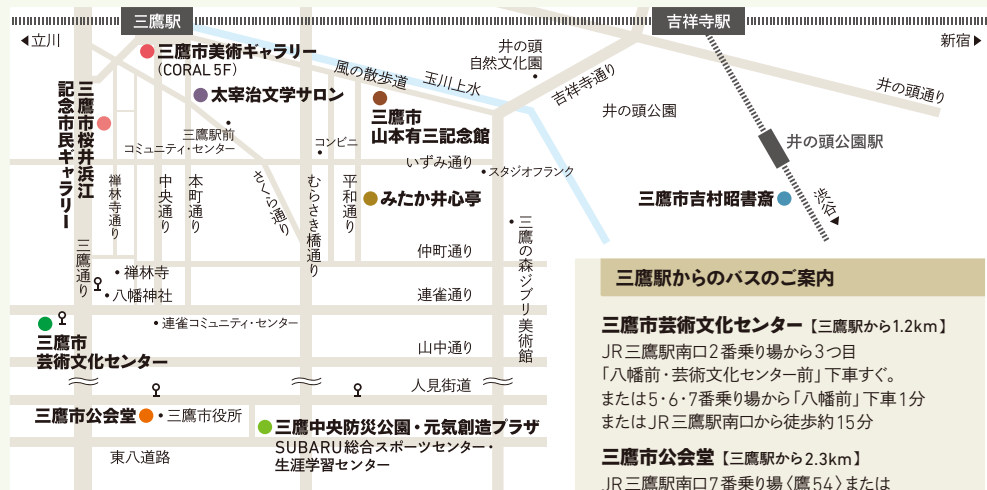 三鷹駅
吉祥寺駅
◀立川
新宿▶
三鷹市美術ギャラリー
(CORAL 5F)
太宰治文学サロン
三鷹市桜井浜江
記念市民ギャラリー
三鷹駅前
コミュニティ・センター
風の散歩道
玉川上水
井の頭
自然文化園
吉祥寺通り
井の頭通り
井の頭公園
井の頭公園駅
三鷹市
山本有三記念館
コンビニ
いずみ通り
スタジオフランク
禅林寺通り
中央通り
本町通り
さくら通り
むらさき橋通り
平和通り
みたか井心亭
三鷹市吉村昭書斎
渋谷▶
三鷹の森ジブリ美術館
三鷹通り
仲町通り
禅林寺
八幡神社
連雀通り
連雀コミュニティ・センター
三鷹市
芸術文化センター
山中通り
人見街道
三鷹市公会堂
三鷹市役所
三鷹中央防災公園・元気創造プラザ
SUBARU総合スポーツセンター・
生涯学習センター
東八道路
三鷹駅からのバスのご案内
三鷹市芸術文化センター【三鷹駅から1.2km】
JR三鷹駅南口2番乗り場から3つ目
「八幡前・芸術文化センター前」下車すぐ。
または5・6・7番乗り場から「八幡前」下車1分
またはJR三鷹駅南口から徒歩約15分
三鷹市公会堂【三鷹駅から2.3km】
JR三鷹駅南口7番乗り場〈鷹54〉または